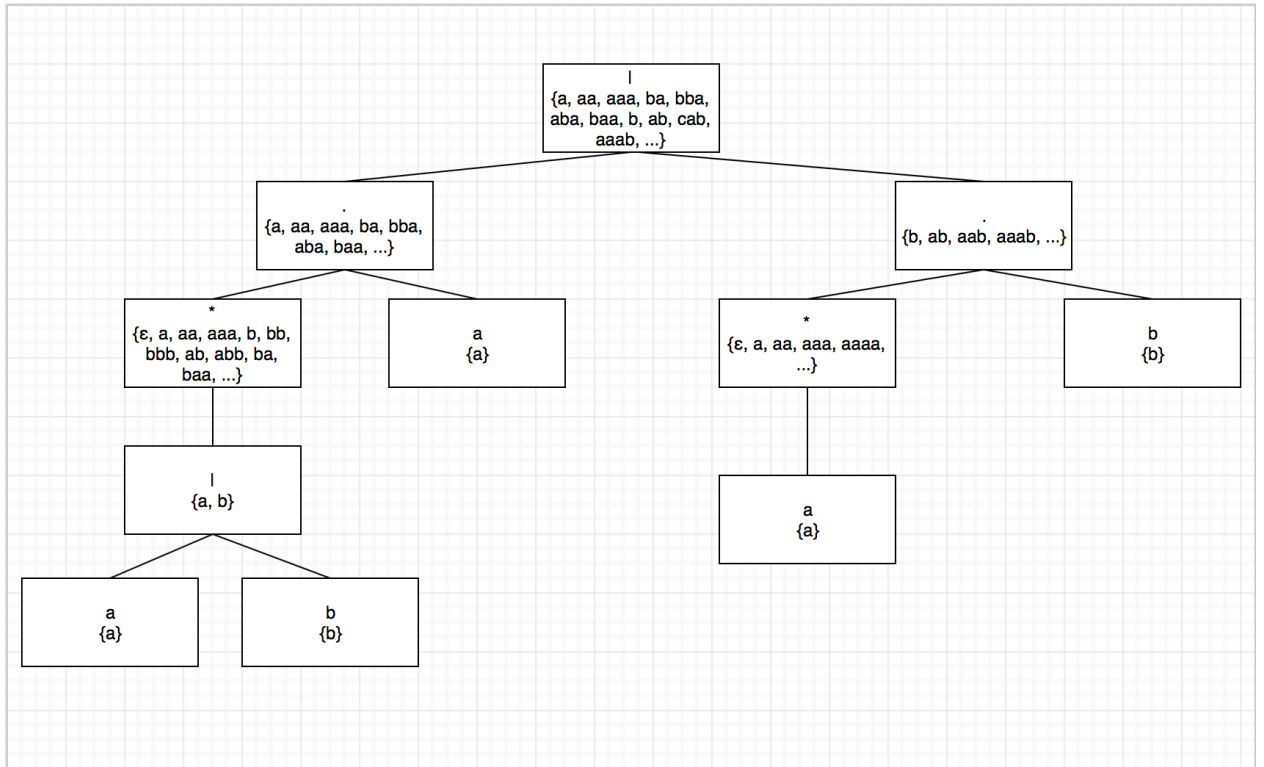 |
{a, aa, aaa, ba, bba,
aba, baa, b, ab, cab,
aaab, ...}
.
{a, aa, aaa, ba, bba,
aba, baa, ...}
.
{b, ab, aab, aaab, ...}
*
{ε, a, aa, aaa, b, bb,
bbb, ab, abb, ba,
baa, ...}
a
{a}
*
{ε, a, aa, aaa, aaaa,
...}
b
{b}
|
{a, b}
a
{a}
a
{a}
b
{b}